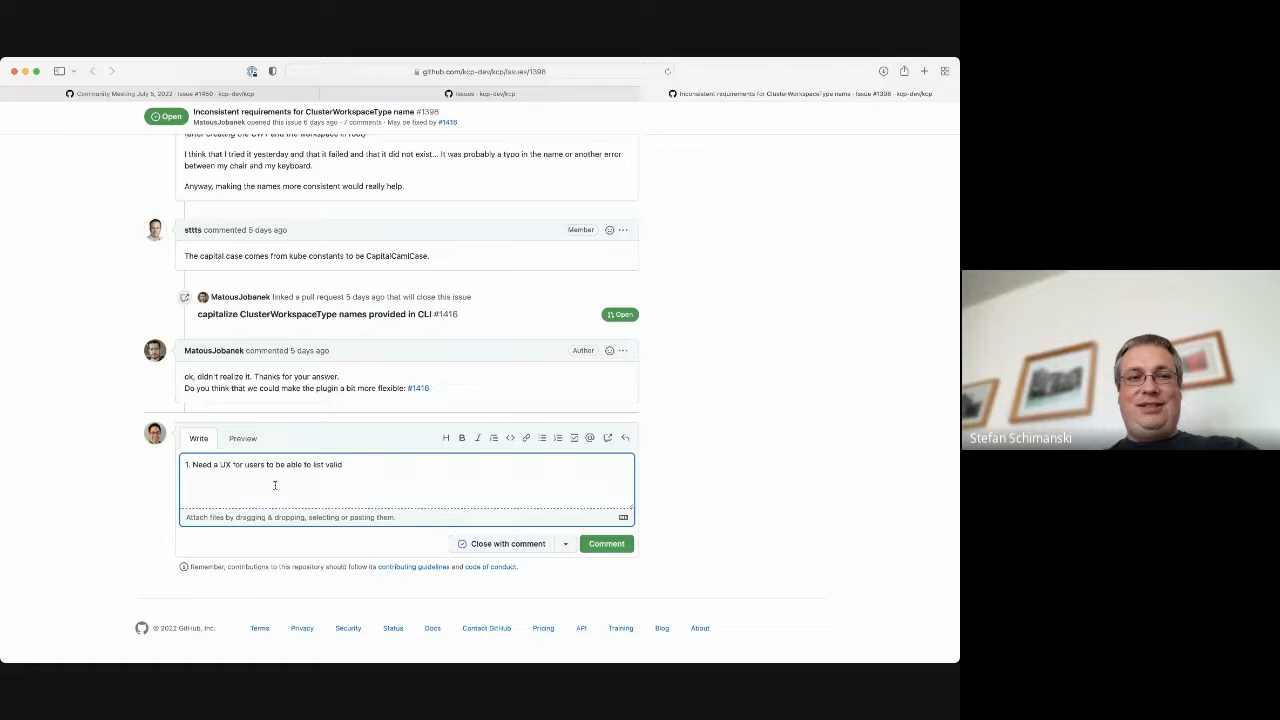 github.com/kcp-dev/kcp/issues/1398
Community Meeting July 5, 2022 · Issue #1450 · kcp-dev/kcp
Issues · kcp-dev/kcp
Inconsistent requirements for ClusterWorkspaceType name · Issue #1398 · kcp-dev/kcp
Open
Inconsistent requirements for ClusterWorkspaceType name #1398
MatousJobanek opened this issue 6 days ago · 7 comments · May be fixed by #1416
(after creating the CWT and the workspace in root)
I think that I tried it yesterday and that it failed and that it did not exist... It was probably a typo in the name or another error
between my chair and my keyboard.
Anyway, making the names more consistent would really help.
sttts commented 5 days ago
Member
The capital case comes from kube constants to be CapitalCamlCase.
MatousJobanek linked a pull request 5 days ago that will close this issue
capitalize ClusterWorkspaceType names provided in CLI #1416
Open
MatousJobanek commented 5 days ago
Author
ok, didn't realize it. Thanks for your answer.
Do you think that we could make the plugin a bit more flexible: #1416
Write
Preview
1. Need a UX for users to be able to list valid
Attach files by dragging & dropping, selecting or pasting them.
Close with comment
Comment
Remember, contributions to this repository should follow its contributing guidelines and code of conduct.
© 2022 GitHub, Inc.
Terms
Privacy
Security
Status
Docs
Contact GitHub
Pricing
API
Training
Blog
About
Stefan Schimanski